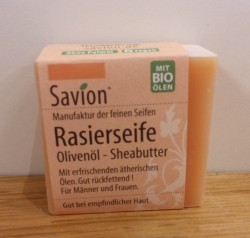 Savion
MIT
BIO
ÖLEN
Manufaktur der feinen Seifen
Rasierseife
Olivenöl - Sheabutter
Mit erfrischenden ätherischen
Ölen. Gut rückfettend !
Für Männer und Frauen.
Gut bei empfindlicher Haut